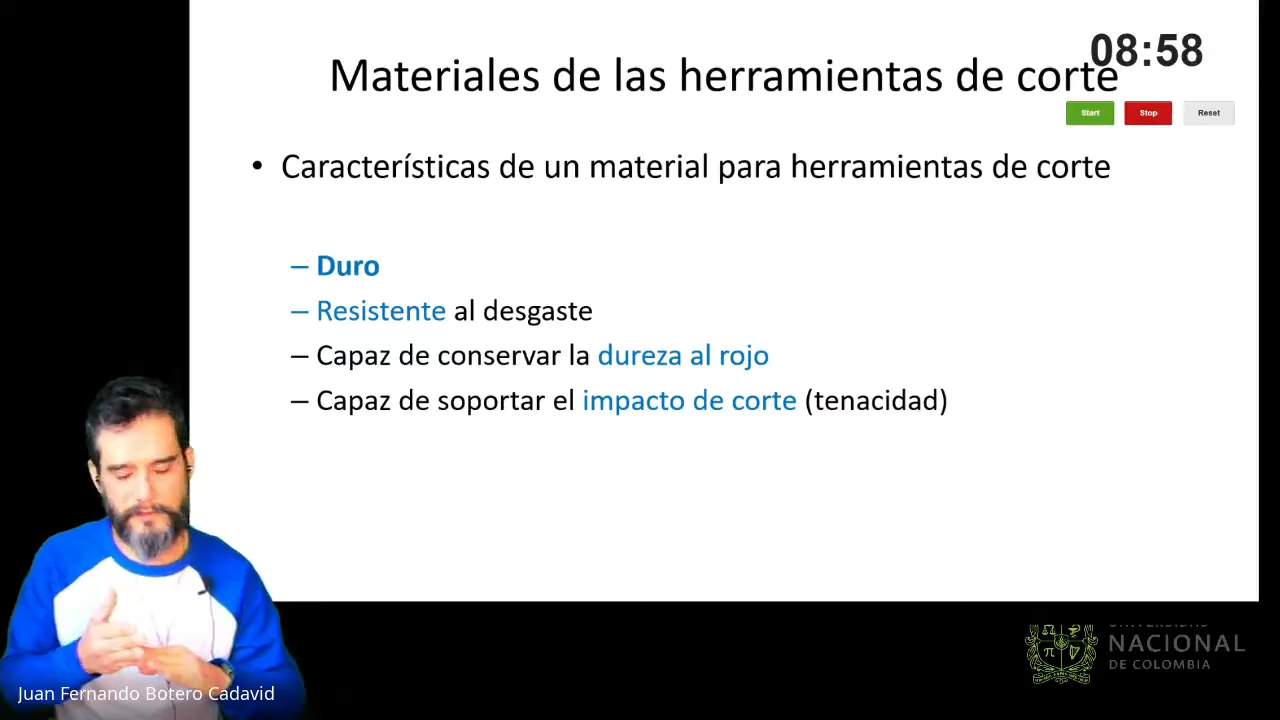 Materiales de las herramientas de corte
08:58
Start Stop Reset
• Características de un material para herramientas de corte
– Duro
– Resistente al desgaste
– Capaz de conservar la dureza al rojo
– Capaz de soportar el impacto de corte (tenacidad)
UNIVERSIDAD
NACIONAL
DE COLOMBIA
Juan Fernando Botero Cadavid